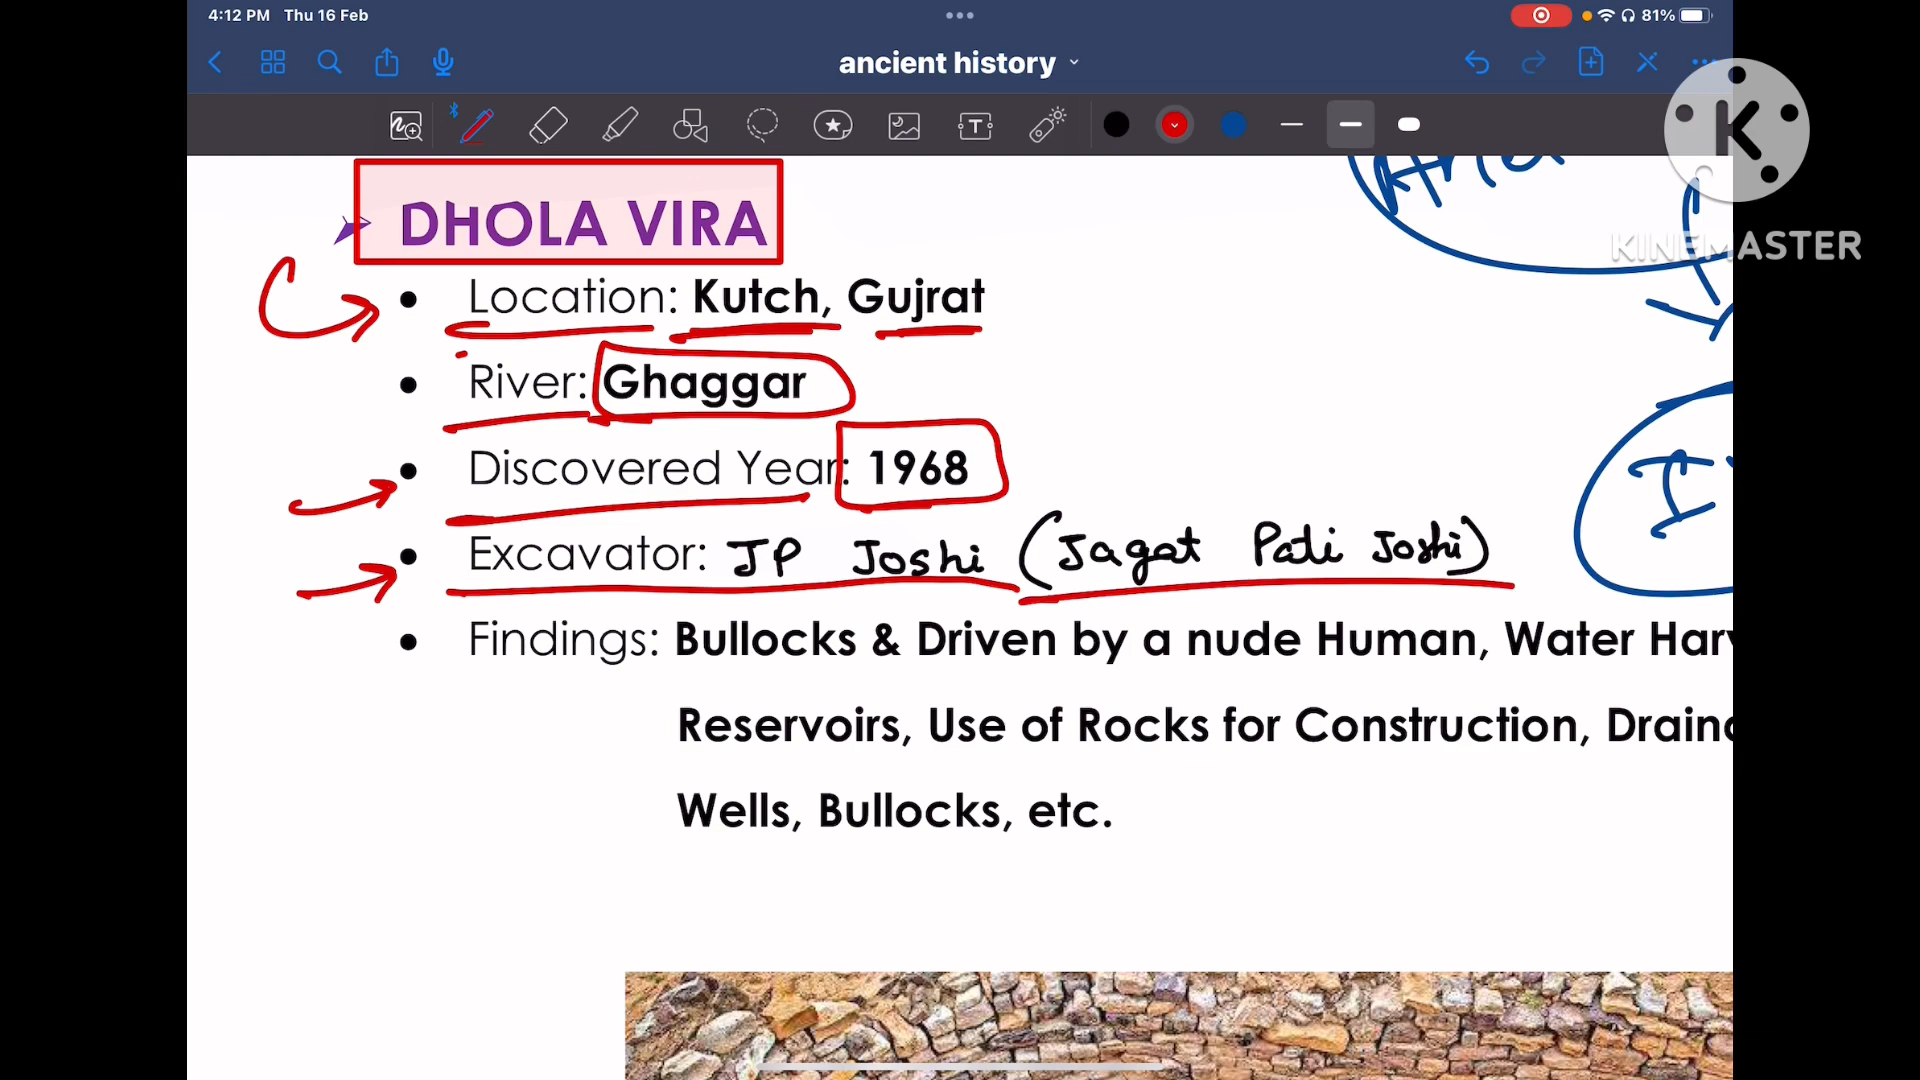 4:12 PM Thu 16 Feb
81%
ancient history
K
KINEMASTER
➢ DHOLA VIRA
• Location: Kutch, Gujrat
• River: Ghaggar
• Discovered Year: 1968
• Excavator: JP Joshi (Jagat Pati Joshi)
• Findings: Bullocks & Driven by a nude Human, Water
Reservoirs, Use of Rocks for Construction,
Wells, Bullocks, etc.